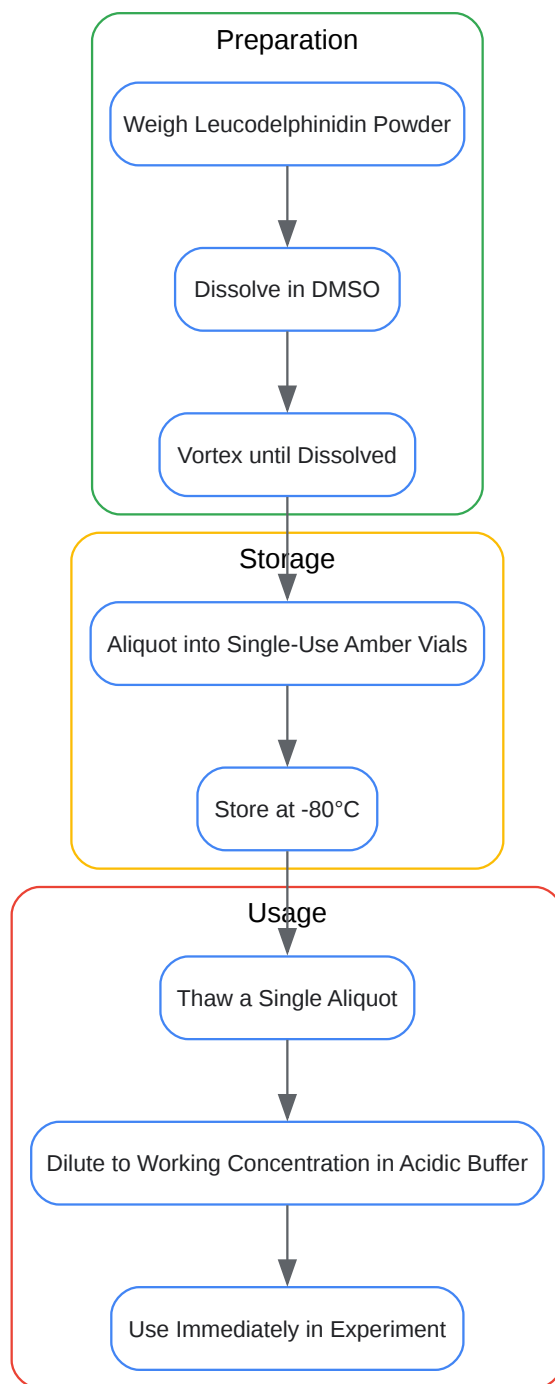 Preparation
Weigh Leucodelphinidin Powder
Dissolve in DMSO
Vortex until Dissolved
Storage
Aliquot into Single-Use Amber Vials
Store at -80°C
Usage
Thaw a Single Aliquot
Dilute to Working Concentration in Acidic Buffer
Use Immediately in Experiment